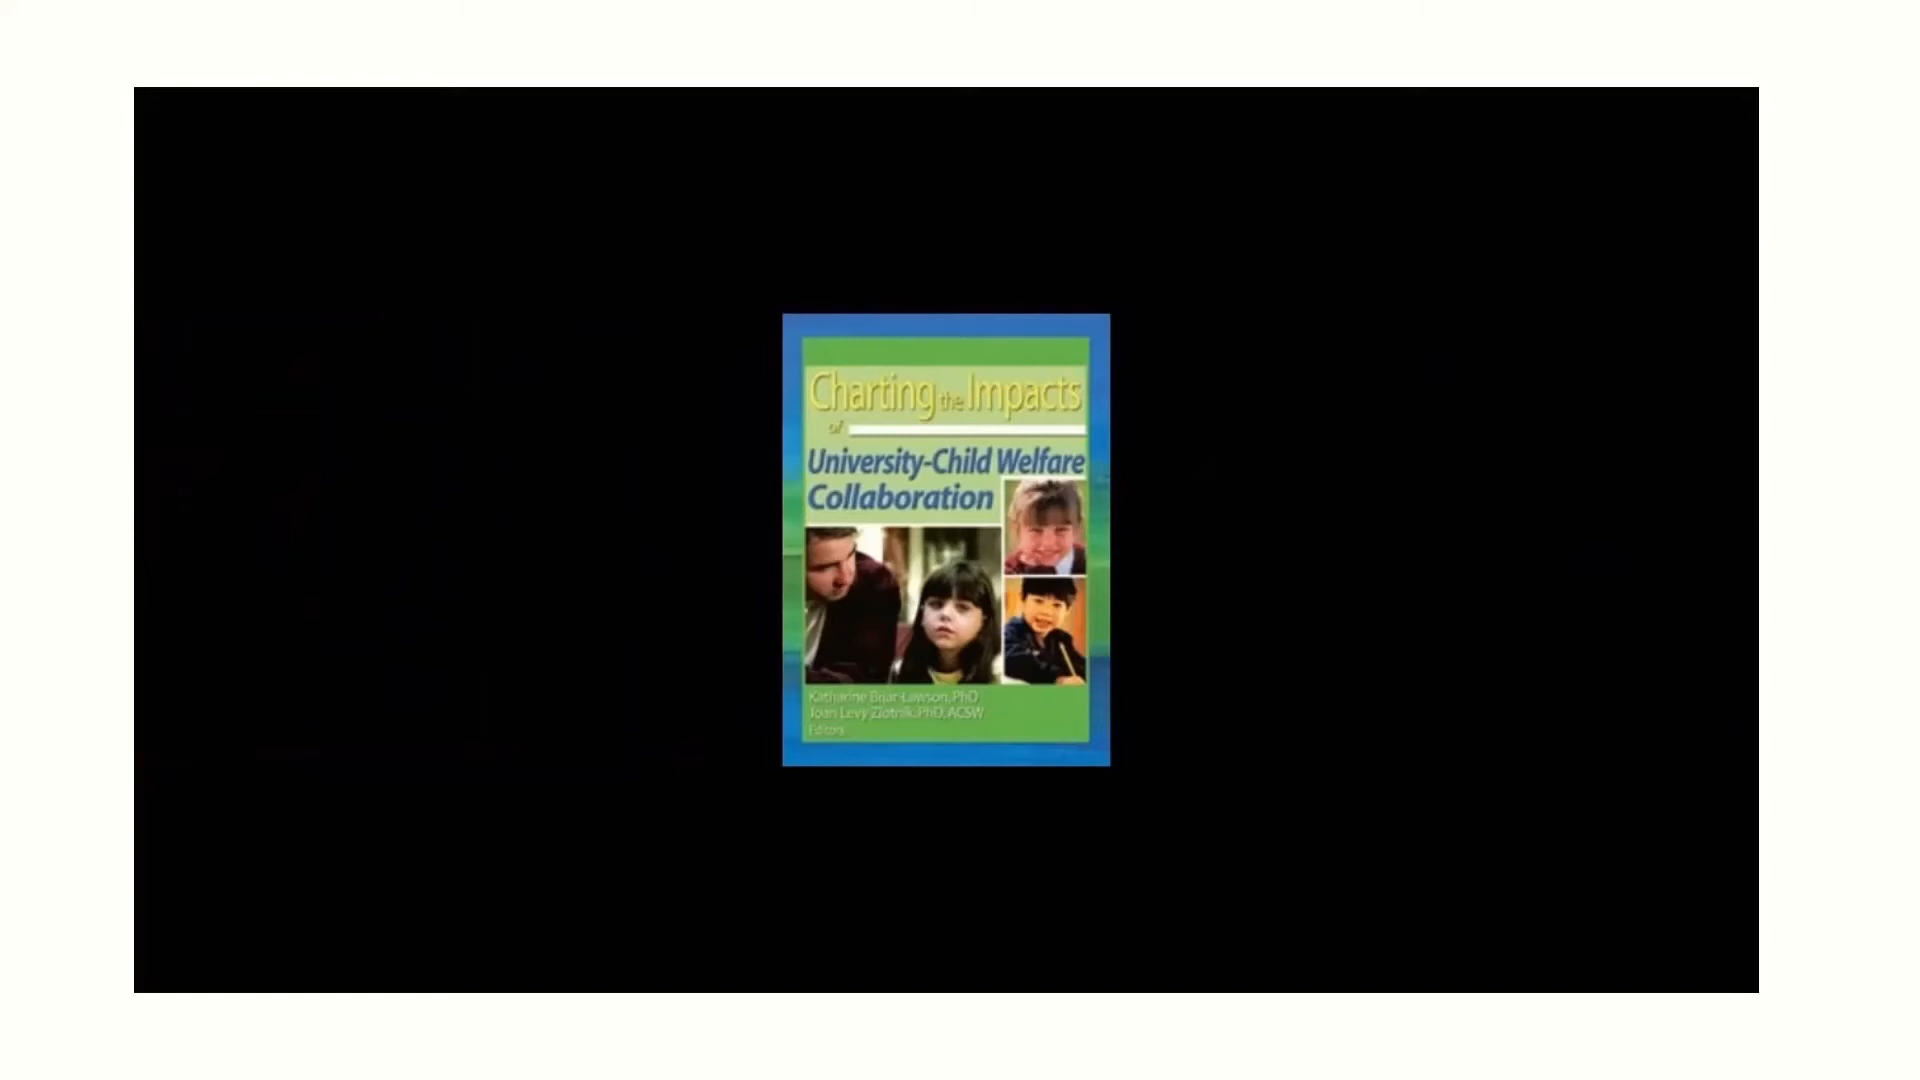 Charting the Impacts
of
University-Child Welfare
Collaboration
Katharine Briar-Lawson, PhD
Joan Levy Zlotnik, PhD, ACSW
Editors